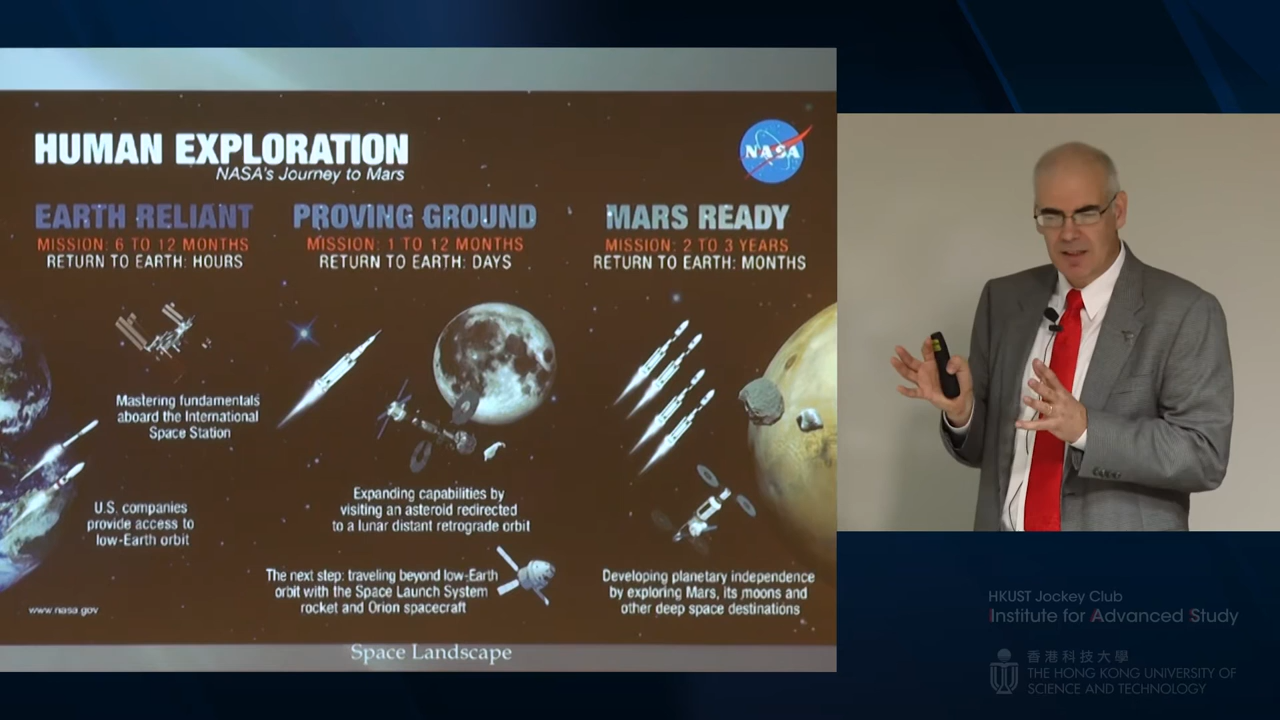 HUMAN EXPLORATION
NASA's Journey to Mars
NASA
EARTH RELIANT
MISSION: 6 TO 12 MONTHS
RETURN TO EARTH: HOURS
PROVING GROUND
MISSION: 1 TO 12 MONTHS
RETURN TO EARTH: DAYS
MARS READY
MISSION: 2 TO 3 YEARS
RETURN TO EARTH: MONTHS
Mastering fundamentals
aboard the International
Space Station
U.S. companies
provide access to
low-Earth orbit
Expanding capabilities by
visiting an asteroid redirected
to a lunar distant retrograde orbit
The next step: traveling beyond low-Earth
orbit with the Space Launch System
rocket and Orion spacecraft
Developing planetary independence
by exploring Mars, its moons and
other deep space destinations
www.nasa.gov
Space Landscape
HKUST Jockey Club
Institute for Advanced Study
香港科技大學
THE HONG KONG UNIVERSITY OF
SCIENCE AND TECHNOLOGY